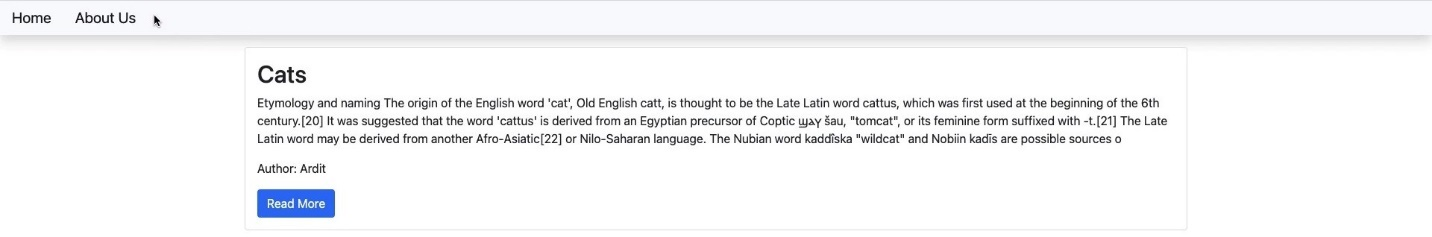 Home About Us
Cats
Etymology and naming The origin of the English word 'cat', Old English catt, is thought to be the Late Latin word cattus, which was first used at the beginning of the 6th
century.[20] It was suggested that the word 'cattus' is derived from an Egyptian precursor of Coptic ϣⲁⲩ šau, "tomcat", or its feminine form suffixed with -t.[21] The Late
Latin word may be derived from another Afro-Asiatic[22] or Nilo-Saharan language. The Nubian word kaddîska "wildcat" and Nobiin kadīs are possible sources o
Author: Ardit
Read More